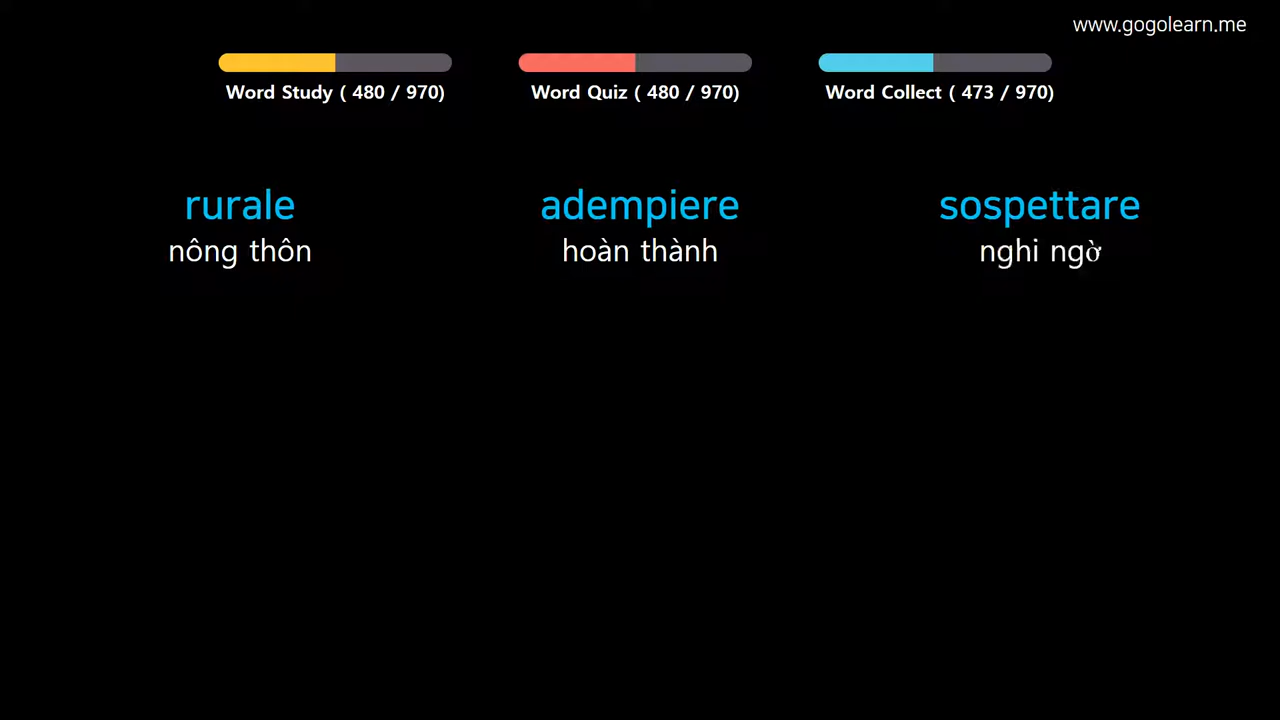 www.gogolearn.me
Word Study ( 480 / 970)
Word Quiz ( 480 / 970)
Word Collect ( 473 / 970)
rurale
nông thôn
adempiere
hoàn thành
sospettare
nghi ngờ